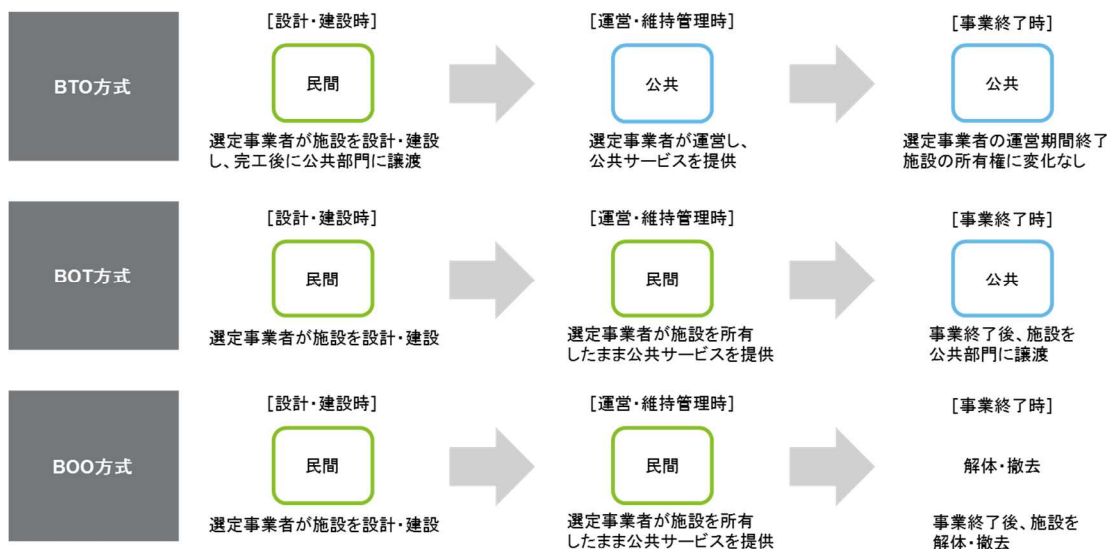 BTO方式
[設計・建設時]
民間
選定事業者が施設を設計・建設
し、完工後に公共部門に譲渡
[運営・維持管理時]
公共
選定事業者が運営し、
公共サービスを提供
[事業終了時]
公共
選定事業者の運営期間終了
施設の所有権に変化なし
BOT方式
[設計・建設時]
民間
選定事業者が施設を設計・建設
[運営・維持管理時]
民間
選定事業者が施設を所有
したまま公共サービスを提供
[事業終了時]
公共
事業終了後、施設を
公共部門に譲渡
BOO方式
[設計・建設時]
民間
選定事業者が施設を設計・建設
[運営・維持管理時]
民間
選定事業者が施設を所有
したまま公共サービスを提供
[事業終了時]
解体・撤去
事業終了後、施設を
解体・撤去